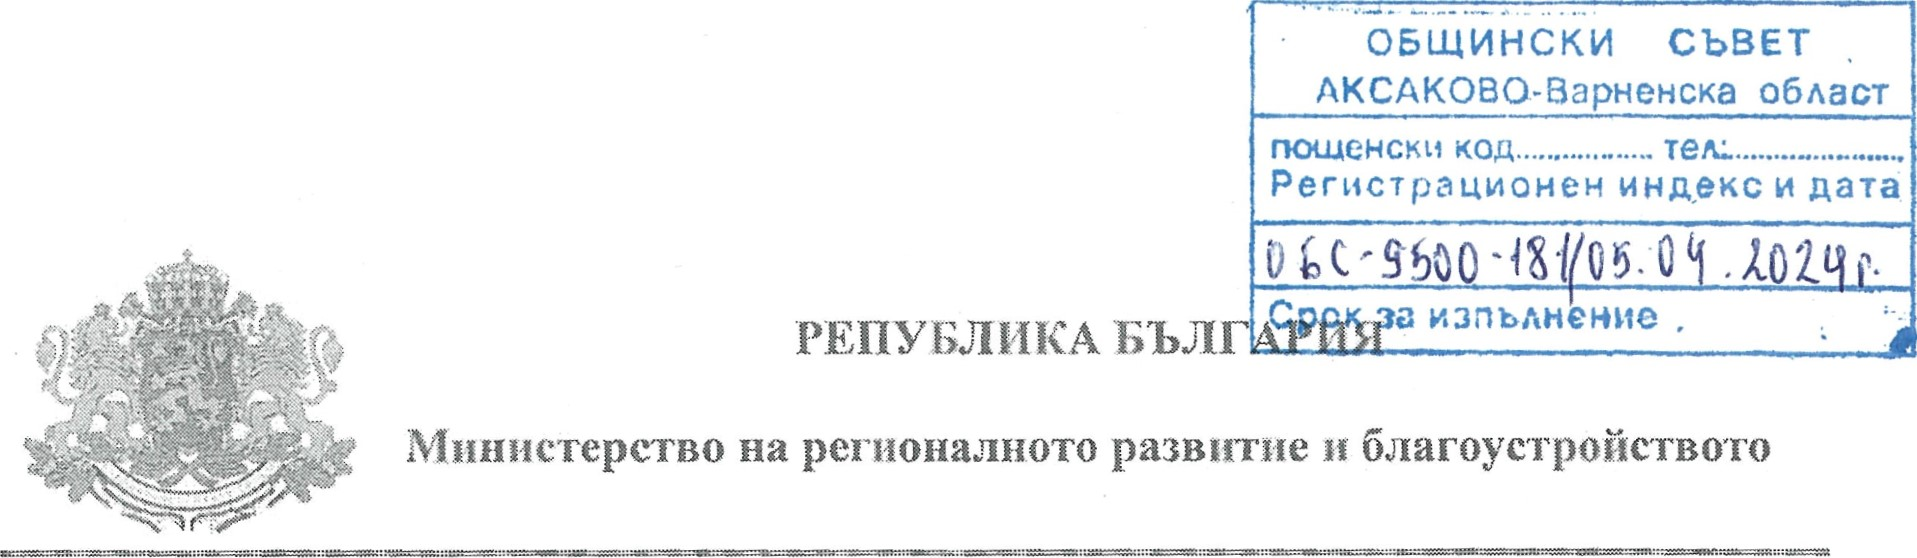 ОБЩИНСКИ СЪВЕТ
АКСАКОВО-Варненска област
пощенски код................. тел:.....................
Регистрационен индекс и дата
ОБС-9500-181/05.04.2024г.
Срок за изпълнение
РЕПУБЛИКА БЪЛГАРИЯ
Министерство на регионалното развитие и благоустройството